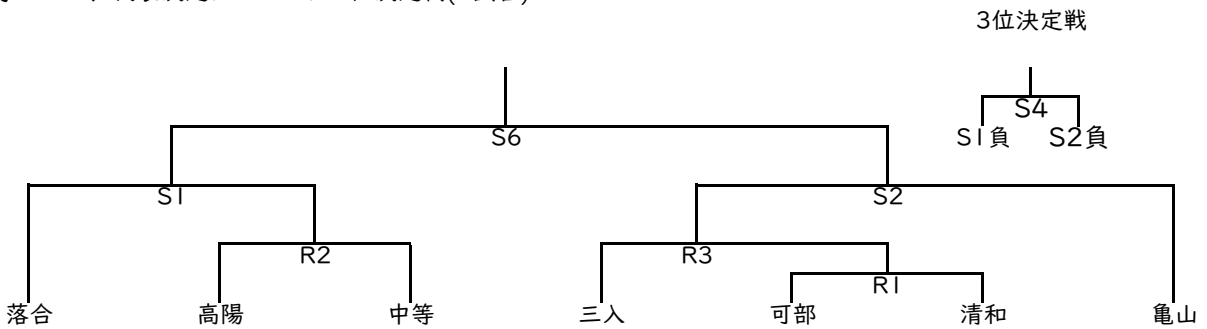 3位決定戦
S6
S4
S1負 S2負
S1
S2
R2
R3
R1
落合 高陽 中等 三入 可部 清和 亀山